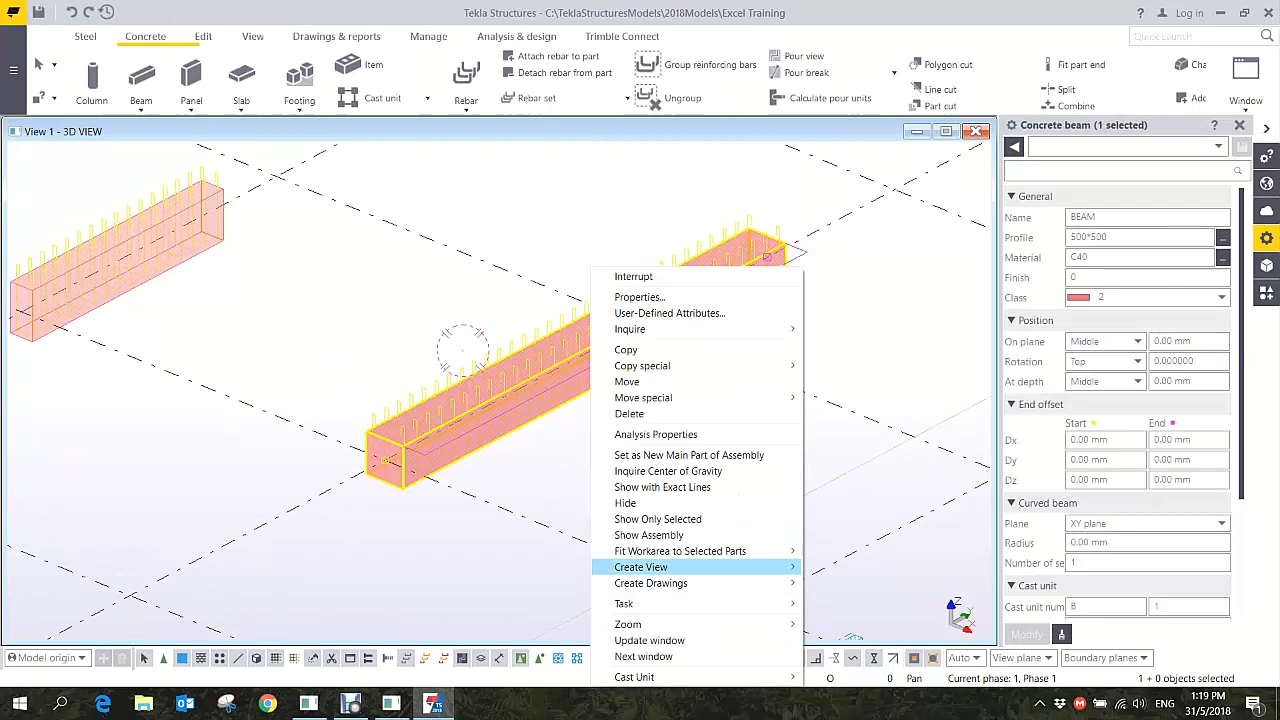 Tekla Structures - C:\TeklaStructuresModels\2018Models\Excel Training
? Log in
Steel Concrete Edit View Drawings & reports Manage Analysis & design Trimble Connect
Quick Launch
Column
Beam
Panel
Slab
Footing
Item
Cast unit
Rebar
Attach rebar to part
Detach rebar from part
Rebar set
Group reinforcing bars
Ungroup
Pour view
Pour break
Calculate pour units
Polygon cut
Line cut
Part cut
Fit part end
Split
Combine
Cha
Adc
Window
View 1 - 3D VIEW
Interrupt
Properties...
User-Defined Attributes...
Inquire
Copy
Copy special
Move
Move special
Delete
Analysis Properties
Set as New Main Part of Assembly
Inquire Center of Gravity
Show with Exact Lines
Hide
Show Only Selected
Show Assembly
Fit Workarea to Selected Parts
Create View
Create Drawings
Task
Zoom
Update window
Next window
Cast Unit
Z
Concrete beam (1 selected) ?
General
Name BEAM
Profile 500*500
Material C40
Finish 0
Class 2
Position
On plane Middle 0.00 mm
Rotation Top 0.000000
At depth Middle 0.00 mm
End offset
Start End
Dx 0.00 mm 0.00 mm
Dy 0.00 mm 0.00 mm
Dz 0.00 mm 0.00 mm
Curved beam
Plane XY plane
Radius 0.00 mm
Number of se 1
Cast unit
Cast unit num B 1
Modify
Model origin
Auto View plane Boundary planes
O 0 Pan Current phase: 1, Phase 1 1 + 0 objects selected
ENG
1:19 PM
31/5/2018